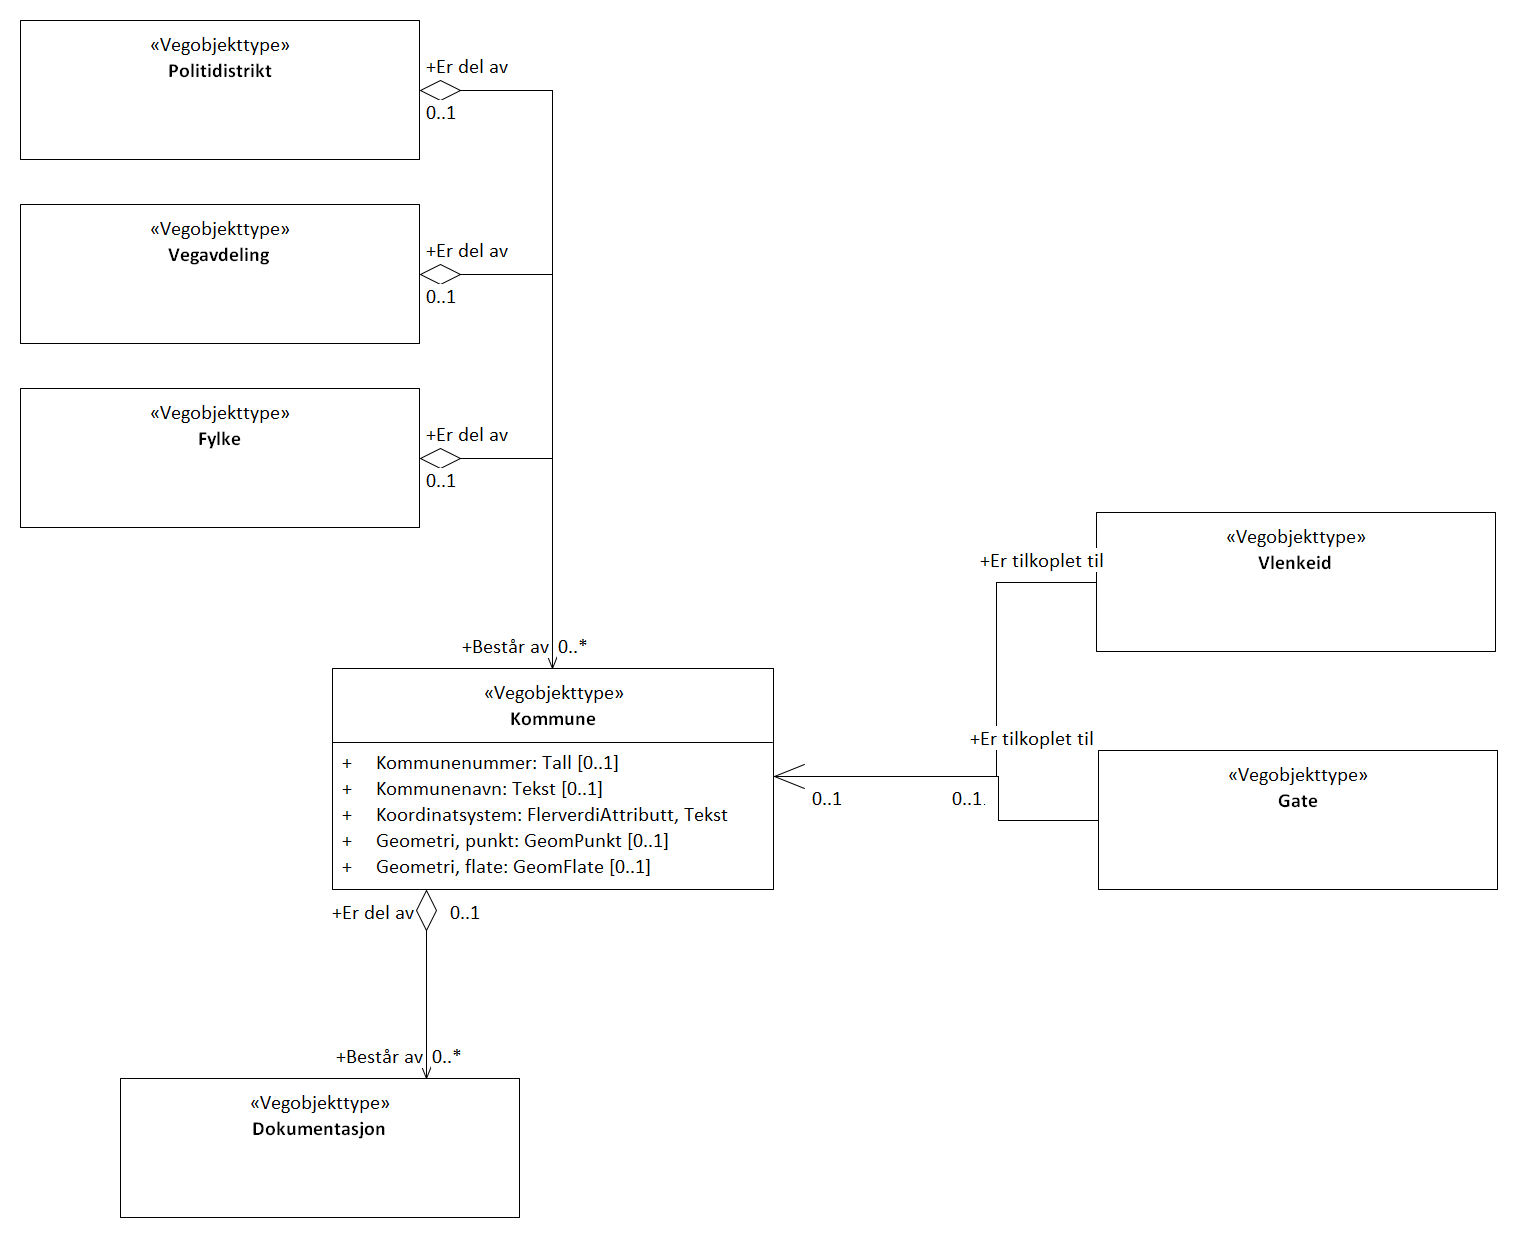 «Vegobjekttype»
Politidistrikt
+Er del av
0..1
«Vegobjekttype»
Vegavdeling
+Er del av
0..1
«Vegobjekttype»
Fylke
+Er del av
0..1
«Vegobjekttype»
Vlenkeid
+Er tilkoplet til
+Består av 0..*
«Vegobjekttype»
Kommune
+ Kommunenummer: Tall [0..1]
+ Kommunenavn: Tekst [0..1]
+ Koordinatsystem: FlerverdiAttributt, Tekst
+ Geometri, punkt: GeomPunkt [0..1]
+ Geometri, flate: GeomFlate [0..1]
+Er tilkoplet til
0..1
0..1.
«Vegobjekttype»
Gate
+Er del av 0..1
+Består av 0..*
«Vegobjekttype»
Dokumentasjon